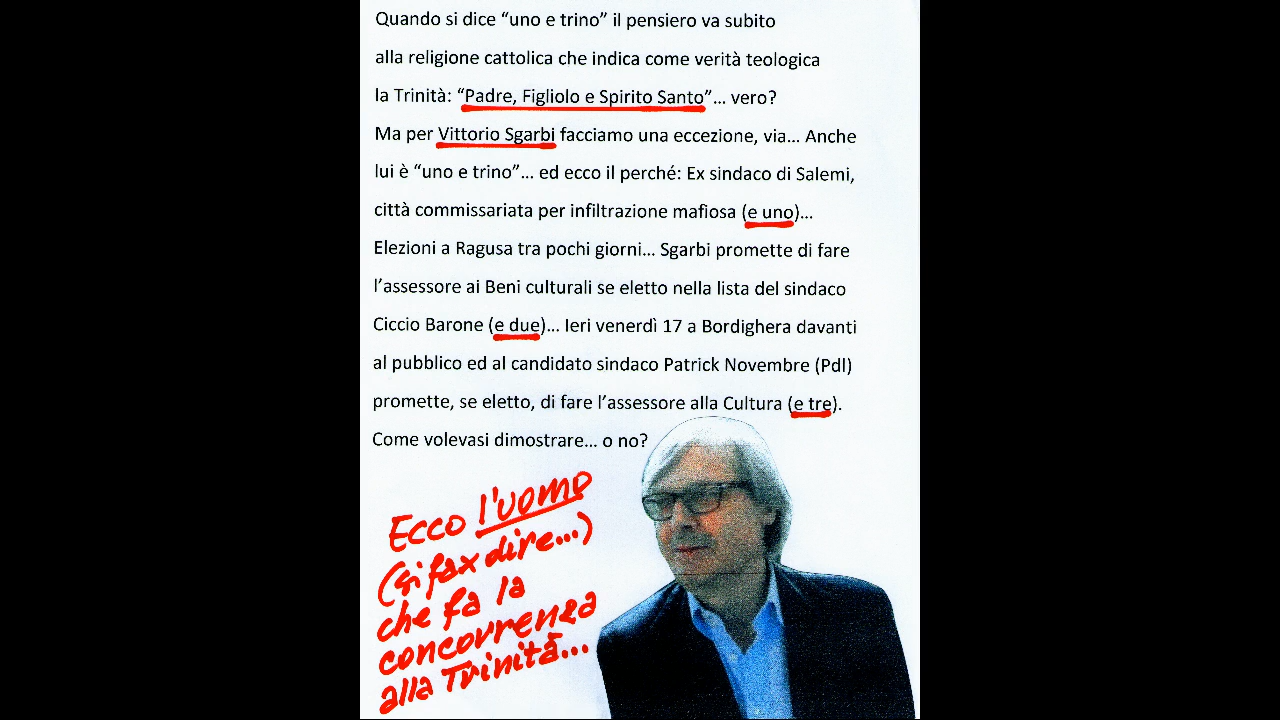 Quando si dice “uno e trino” il pensiero va subito
alla religione cattolica che indica come verità teologica
la Trinità: “Padre, Figliolo e Spirito Santo”... vero?
Ma per Vittorio Sgarbi facciamo una eccezione, via... Anche
lui è “uno e trino”... ed ecco il perché: Ex sindaco di Salemi,
città commissariata per infiltrazione mafiosa (e uno)...
Elezioni a Ragusa tra pochi giorni... Sgarbi promette di fare
l’assessore ai Beni culturali se eletto nella lista del sindaco
Ciccio Barone (e due)... Ieri venerdì 17 a Bordighera davanti
al pubblico ed al candidato sindaco Patrick Novembre (Pdl)
promette, se eletto, di fare l’assessore alla Cultura (e tre).
Come volevasi dimostrare... o no?
Ecco l'uomo
(si fax dire...)
che fa la
concorrenza
alla Trinità...